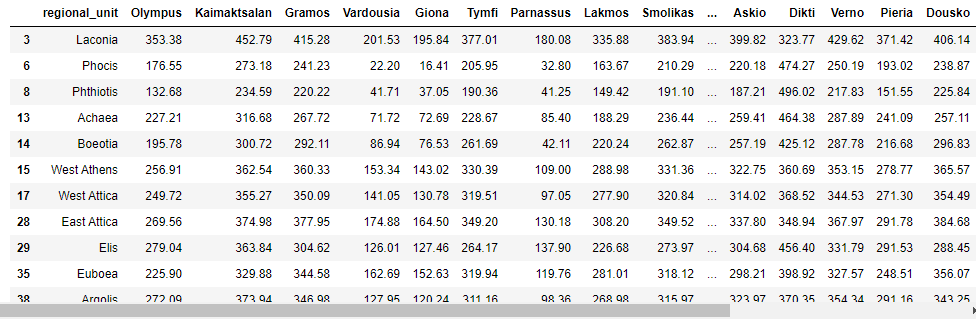 regional_unit Olympus Kaimaktsalan Gramos Vardousia Giona Tymfi Parnassus Lakmos Smolikas ... Askio Dikti Verno Pieria Dousko
3 Laconia 353.38 452.79 415.28 201.53 195.84 377.01 180.08 335.88 383.94 ... 399.82 323.77 429.62 371.42 406.14
6 Phocis 176.55 273.18 241.23 22.20 16.41 205.95 32.80 163.67 210.29 ... 220.18 474.27 250.19 193.02 238.87
8 Phthiotis 132.68 234.59 220.22 41.71 37.05 190.36 41.25 149.42 191.10 ... 187.21 496.02 217.83 151.55 225.84
13 Achaea 227.21 316.68 267.72 71.72 72.69 228.67 85.40 188.29 236.44 ... 259.41 464.38 287.89 241.09 257.11
14 Boeotia 195.78 300.72 292.11 86.94 76.53 261.69 42.11 220.24 262.87 ... 257.19 425.12 287.78 216.68 296.83
15 West Athens 256.91 362.54 360.33 153.34 143.02 330.39 109.00 288.98 331.36 ... 322.75 360.69 353.15 278.77 365.57
17 West Attica 249.72 355.27 350.09 141.05 130.78 319.51 97.05 277.90 320.84 ... 314.02 368.52 344.53 271.30 354.49
28 East Attica 269.56 374.98 377.95 174.88 164.50 349.20 130.18 308.20 349.52 ... 337.80 348.94 367.97 291.78 384.68
29 Elis 279.04 363.84 304.62 126.01 127.46 264.17 137.90 226.68 273.97 ... 304.68 456.40 331.79 291.53 288.45
35 Euboea 225.90 329.88 344.58 162.69 152.63 319.94 119.76 281.01 318.12 ... 298.21 398.92 327.57 248.51 356.07
38 Argolis 272.09 373.94 346.98 127.95 120.24 311.16 98.36 268.98 315.97 ... 323.97 370.35 354.34 291.16 343.25